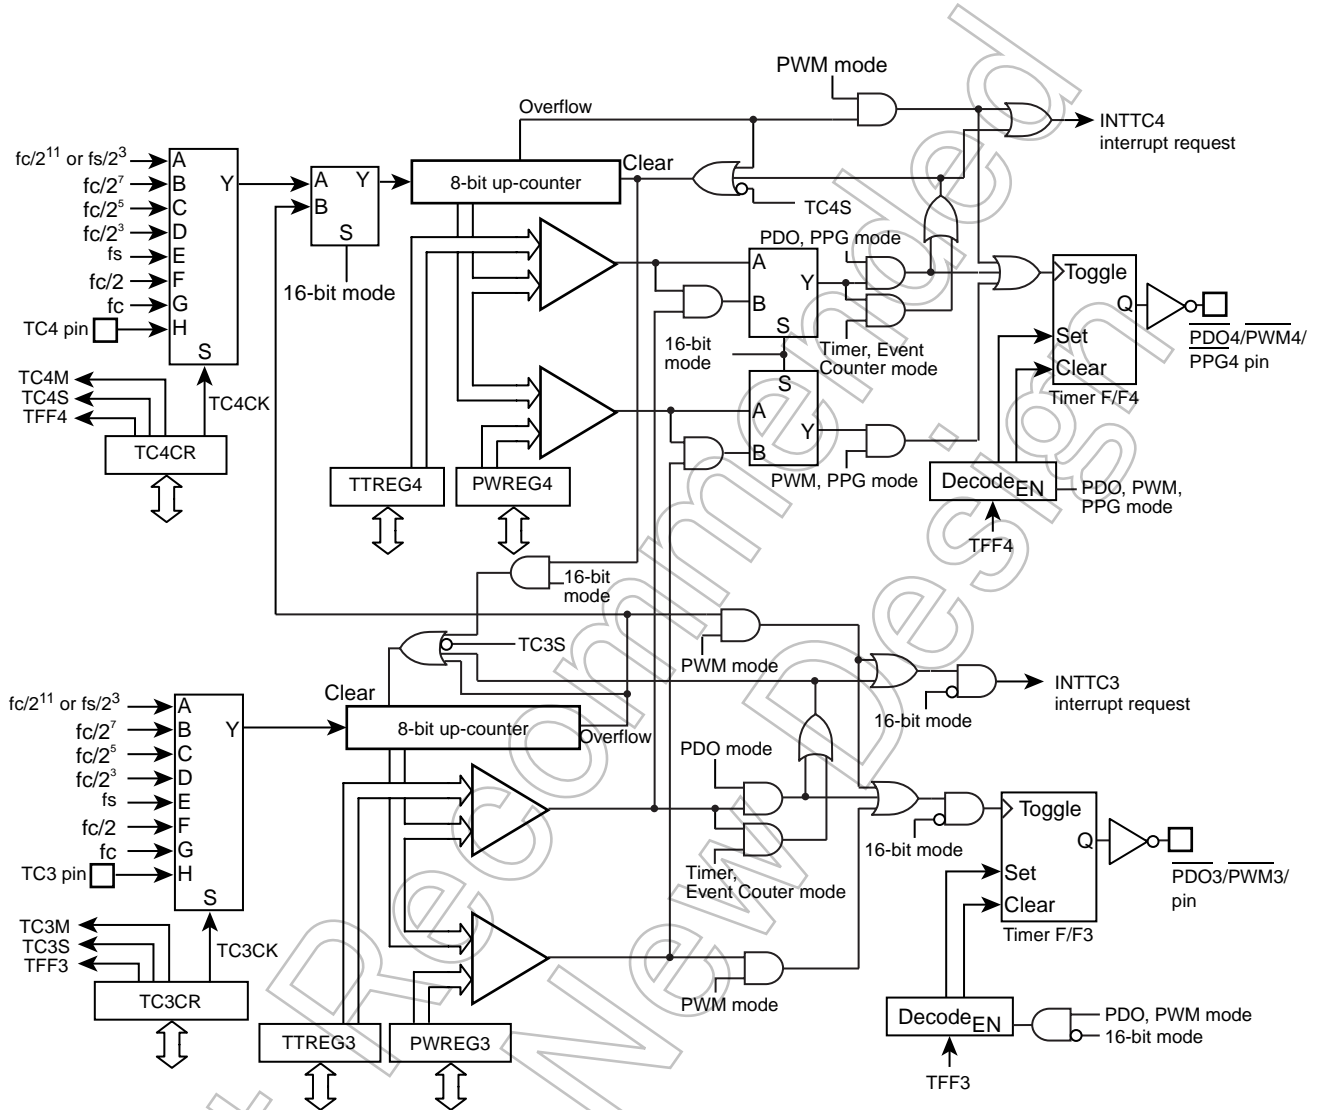 PWM mode
Overflow
INTTC4
interrupt request
fc/2¹¹ or fs/2³
fc/2⁷
fc/2⁵
fc/2³
fs
fc/2
fc
TC4 pin
A
B
C
D
E
F
G
H
Y
S
A
B
Y
S
16-bit mode
8-bit up-counter
Clear
TC4S
PDO, PPG mode
A
B
Y
S
16-bit
mode
Timer, Event
Counter mode
S
A
B
Y
PWM, PPG mode
Toggle
Q
Set
Clear
Timer F/F4
PDO4/PWM4/
PPG4 pin
TC4M
TC4S
TFF4
TC4CK
TC4CR
TTREG4
PWREG4
Decode EN
PDO, PWM,
PPG mode
TFF4
16-bit
mode
TC3S
PWM mode
INTTC3
interrupt request
16-bit mode
fc/2¹¹ or fs/2³
fc/2⁷
fc/2⁵
fc/2³
fs
fc/2
fc
TC3 pin
A
B
C
D
E
F
G
H
Y
S
Clear
8-bit up-counter
Overflow
PDO mode
Timer,
Event Couter mode
16-bit mode
Toggle
Q
Set
Clear
Timer F/F3
PDO3/PWM3/
pin
TC3M
TC3S
TFF3
TC3CK
TC3CR
TTREG3
PWREG3
PWM mode
Decode EN
PDO, PWM mode
16-bit mode
TFF3
Recommended
New Design